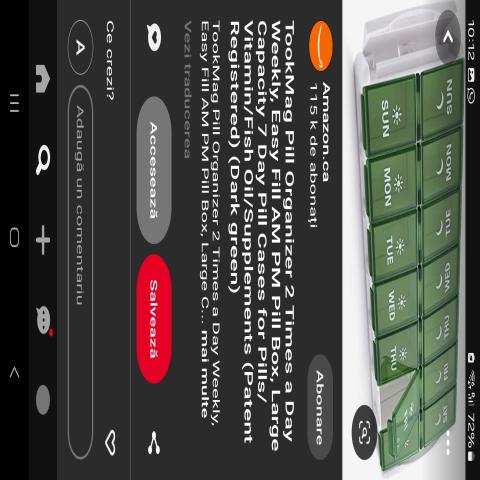 10:12
72%
SUN MON TUE WED THU FRI SAT
SUN MON TUE WED THU
Amazon.ca
115 k de abonați
Abonare
TookMag Pill Organizer 2 Times a Day
Weekly, Easy Fill AM PM Pill Box, Large
Capacity 7 Day Pill Cases for Pills/
Vitamin/Fish Oil/Supplements (Patent
Registered) (Dark green)
TookMag Pill Organizer 2 Times a Day Weekly,
Easy Fill AM PM Pill Box, Large C... mai multe
Vezi traducerea
Accesează
Salvează
Ce crezi?
A
Adaugă un comentariu